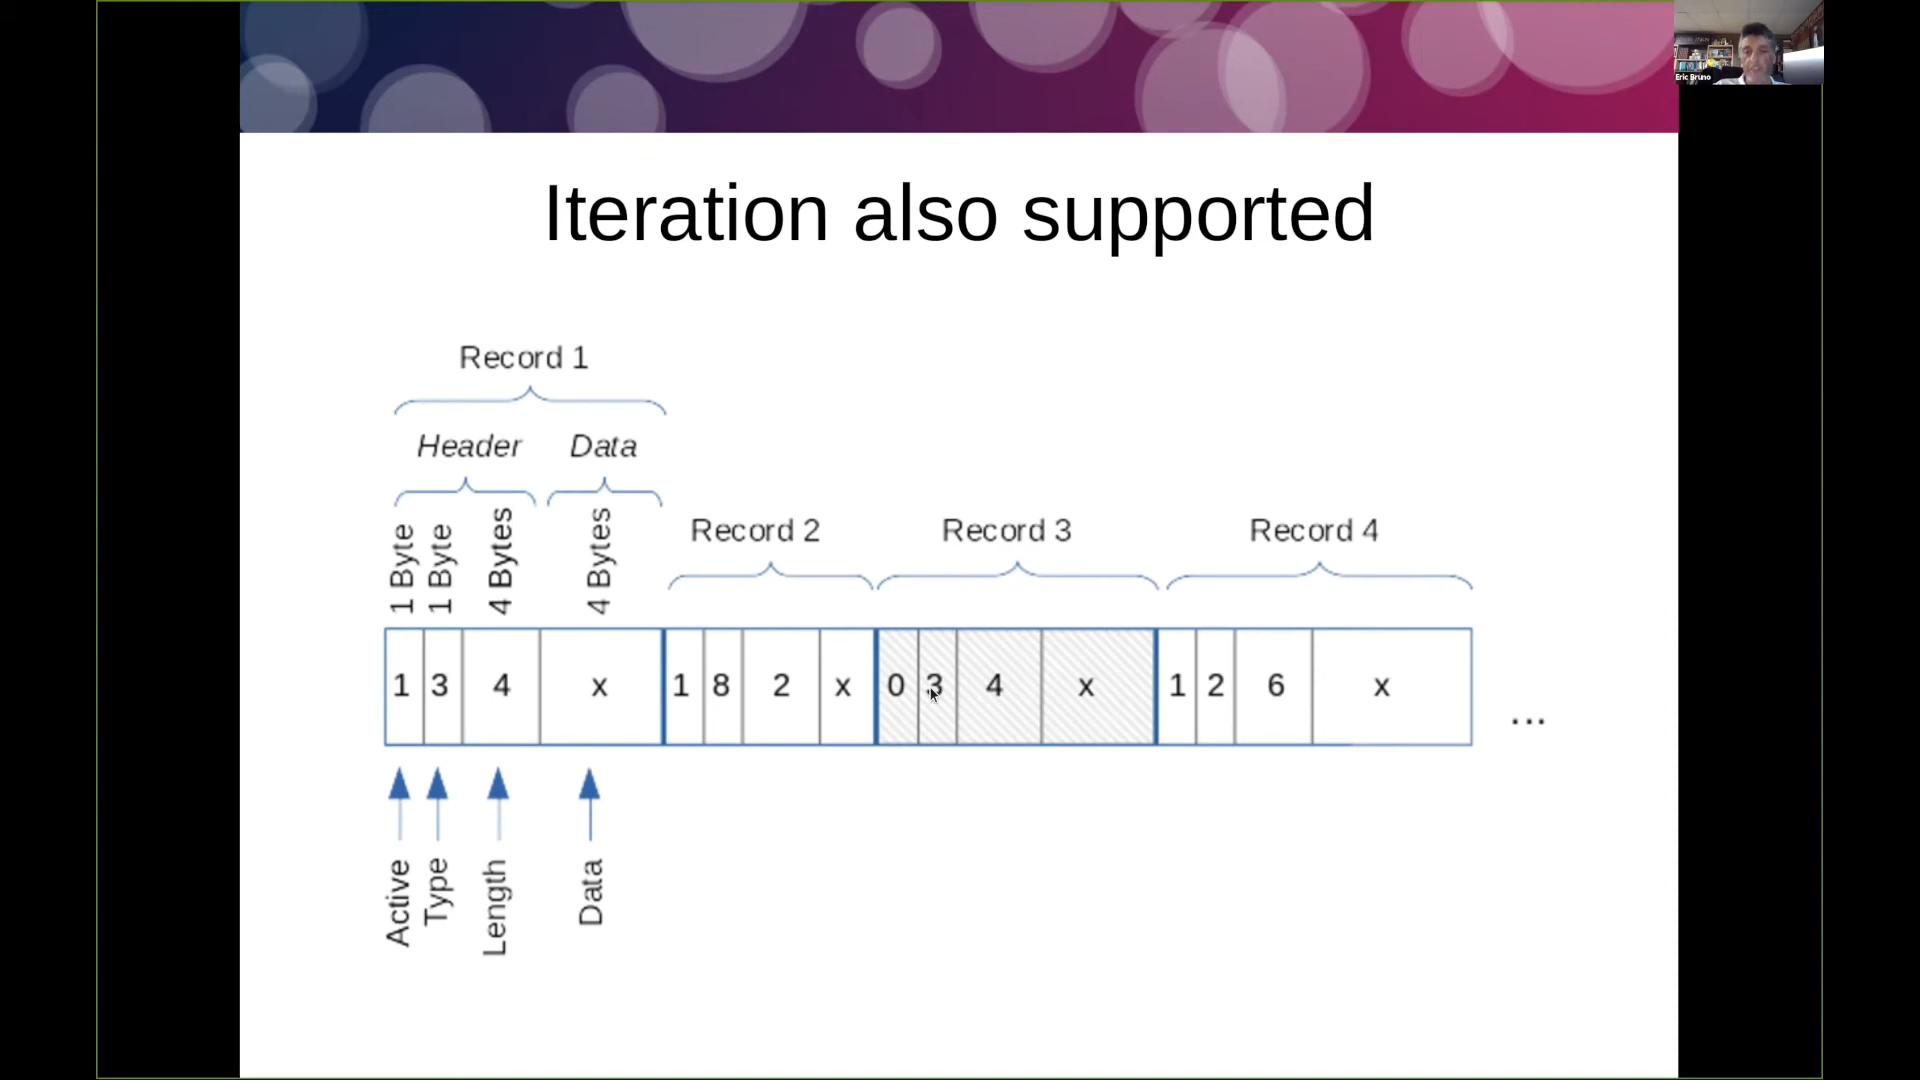 Eric Bruno
Iteration also supported
Record 1
Header Data
1 Byte 1 Byte 4 Bytes 4 Bytes
Record 2 Record 3 Record 4
1 3 4 x 1 8 2 x 0 3 4 x 1 2 6 x
...
Active Type Length Data